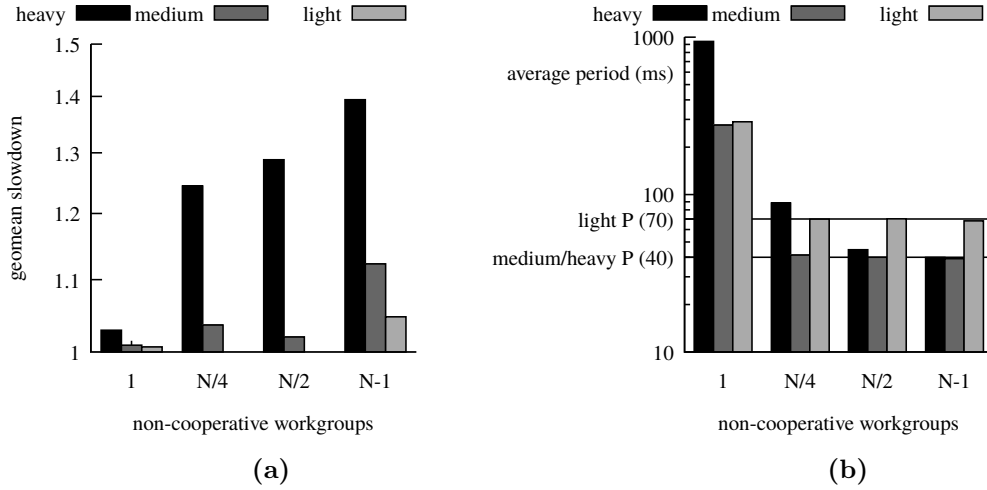 heavy medium light
1.5
1.4
1.3
1.2
1.1
1
geomean slowdown
1 N/4 N/2 N-1
non-cooperative workgroups
(a)
heavy medium light
1000
average period (ms)
100
light P (70)
medium/heavy P (40)
10
1 N/4 N/2 N-1
non-cooperative workgroups
(b)